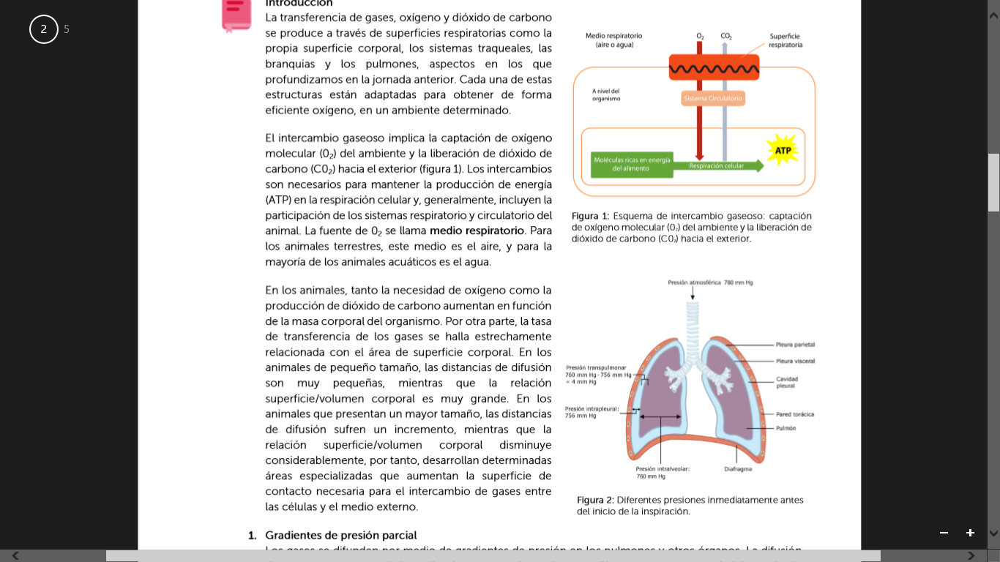 2 5
Introducción
La transferencia de gases, oxígeno y dióxido de carbono
se produce a través de superficies respiratorias como la
propia superficie corporal, los sistemas traqueales, las
branquias y los pulmones, aspectos en los que
profundizamos en la jornada anterior. Cada una de estas
estructuras están adaptadas para obtener de forma
eficiente oxígeno, en un ambiente determinado.
El intercambio gaseoso implica la captación de oxígeno
molecular (0₂) del ambiente y la liberación de dióxido de
carbono (C0₂) hacia el exterior (figura 1). Los intercambios
son necesarios para mantener la producción de energía
(ATP) en la respiración celular y, generalmente, incluyen la
participación de los sistemas respiratorio y circulatorio del
animal. La fuente de 0₂ se llama medio respiratorio. Para
los animales terrestres, este medio es el aire, y para la
mayoría de los animales acuáticos es el agua.
En los animales, tanto la necesidad de oxígeno como la
producción de dióxido de carbono aumentan en función
de la masa corporal del organismo. Por otra parte, la tasa
de transferencia de los gases se halla estrechamente
relacionada con el área de superficie corporal. En los
animales de pequeño tamaño, las distancias de difusión
son muy pequeñas, mientras que la relación
superficie/volumen corporal es muy grande. En los
animales que presentan un mayor tamaño, las distancias
de difusión sufren un incremento, mientras que la
relación superficie/volumen corporal disminuye
considerablemente, por tanto, desarrollan determinadas
áreas especializadas que aumentan la superficie de
contacto necesaria para el intercambio de gases entre
las células y el medio externo.
Medio respiratorio
(aire o agua)
O₂ CO₂
Superficie
respiratoria
A nivel del
organismo
Sistema Circulatorio
Moléculas ricas en energía
del alimento
Respiración celular
ATP
Figura 1: Esquema de intercambio gaseoso: captación
de oxígeno molecular (0₂) del ambiente y la liberación de
dióxido de carbono (C0₂) hacia el exterior.
Presión atmosférica 760 mm Hg
Presión transpulmonar
760 mm Hg - 756 mm Hg
= 4 mm Hg
Presión intrapleural:
756 mm Hg
Pleura parietal
Pleura visceral
Cavidad
pleural
Pared torácica
Pulmón
Presión intralveolar:
760 mm Hg
Diafragma
Figura 2: Diferentes presiones inmediatamente antes
del inicio de la inspiración.
1. Gradientes de presión parcial
Los gases se difunden por medio de gradientes de presión en los pulmones y otros órganos. La difusión